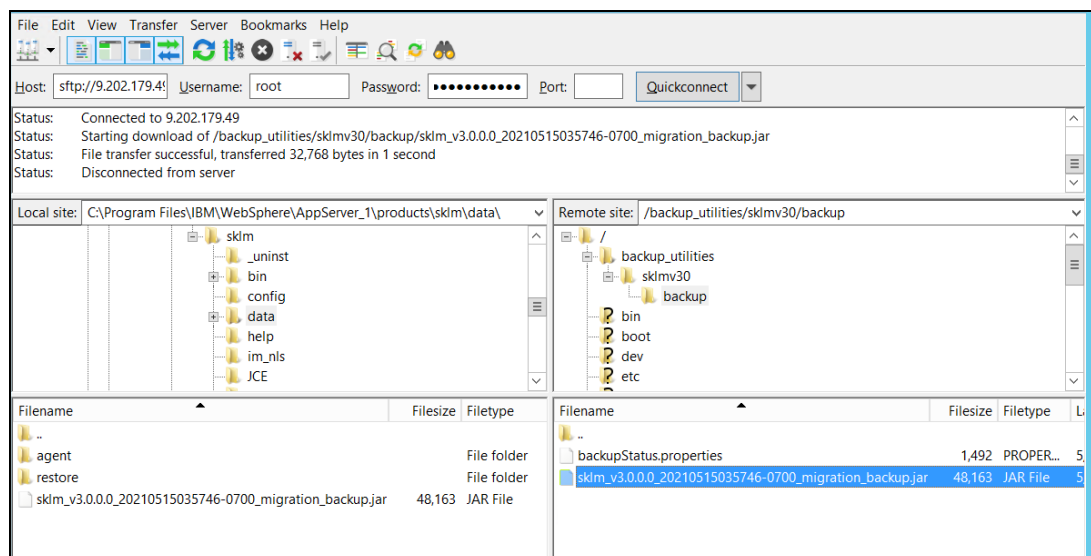 File Edit View Transfer Server Bookmarks Help
Host: sftp://9.202.179.49 Username: root Password: ●●●●●●●●●●● Port: Quickconnect
Status: Connected to 9.202.179.49
Status: Starting download of /backup_utilities/sklmv30/backup/sklm_v3.0.0.0_20210515035746-0700_migration_backup.jar
Status: File transfer successful, transferred 32,768 bytes in 1 second
Status: Disconnected from server
Local site: C:\Program Files\IBM\WebSphere\AppServer_1\products\sklm\data\
sklm
_uninst
bin
config
data
help
im_nls
JCE
Remote site: /backup_utilities/sklmv30/backup
/
backup_utilities
sklmv30
backup
bin
boot
dev
etc
Filename Filesize Filetype
..
agent File folder
restore File folder
sklm_v3.0.0.0_20210515035746-0700_migration_backup.jar 48,163 JAR File
Filename Filesize Filetype
..
backupStatus.properties 1,492 PROPER... 5
sklm_v3.0.0.0_20210515035746-0700_migration_backup.jar 48,163 JAR File 5